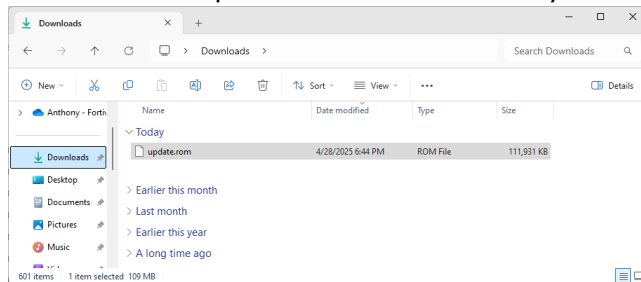 Downloads
Downloads
Search Downloads
New
Sort
View
Details
Name Date modified Type Size
Anthony - Fortiv
Today
Downloads
update.rom 4/28/2025 6:44 PM ROM File 111,931 KB
Desktop
Earlier this month
Documents
Last month
Pictures
Earlier this year
Music
A long time ago
601 items 1 item selected 109 MB